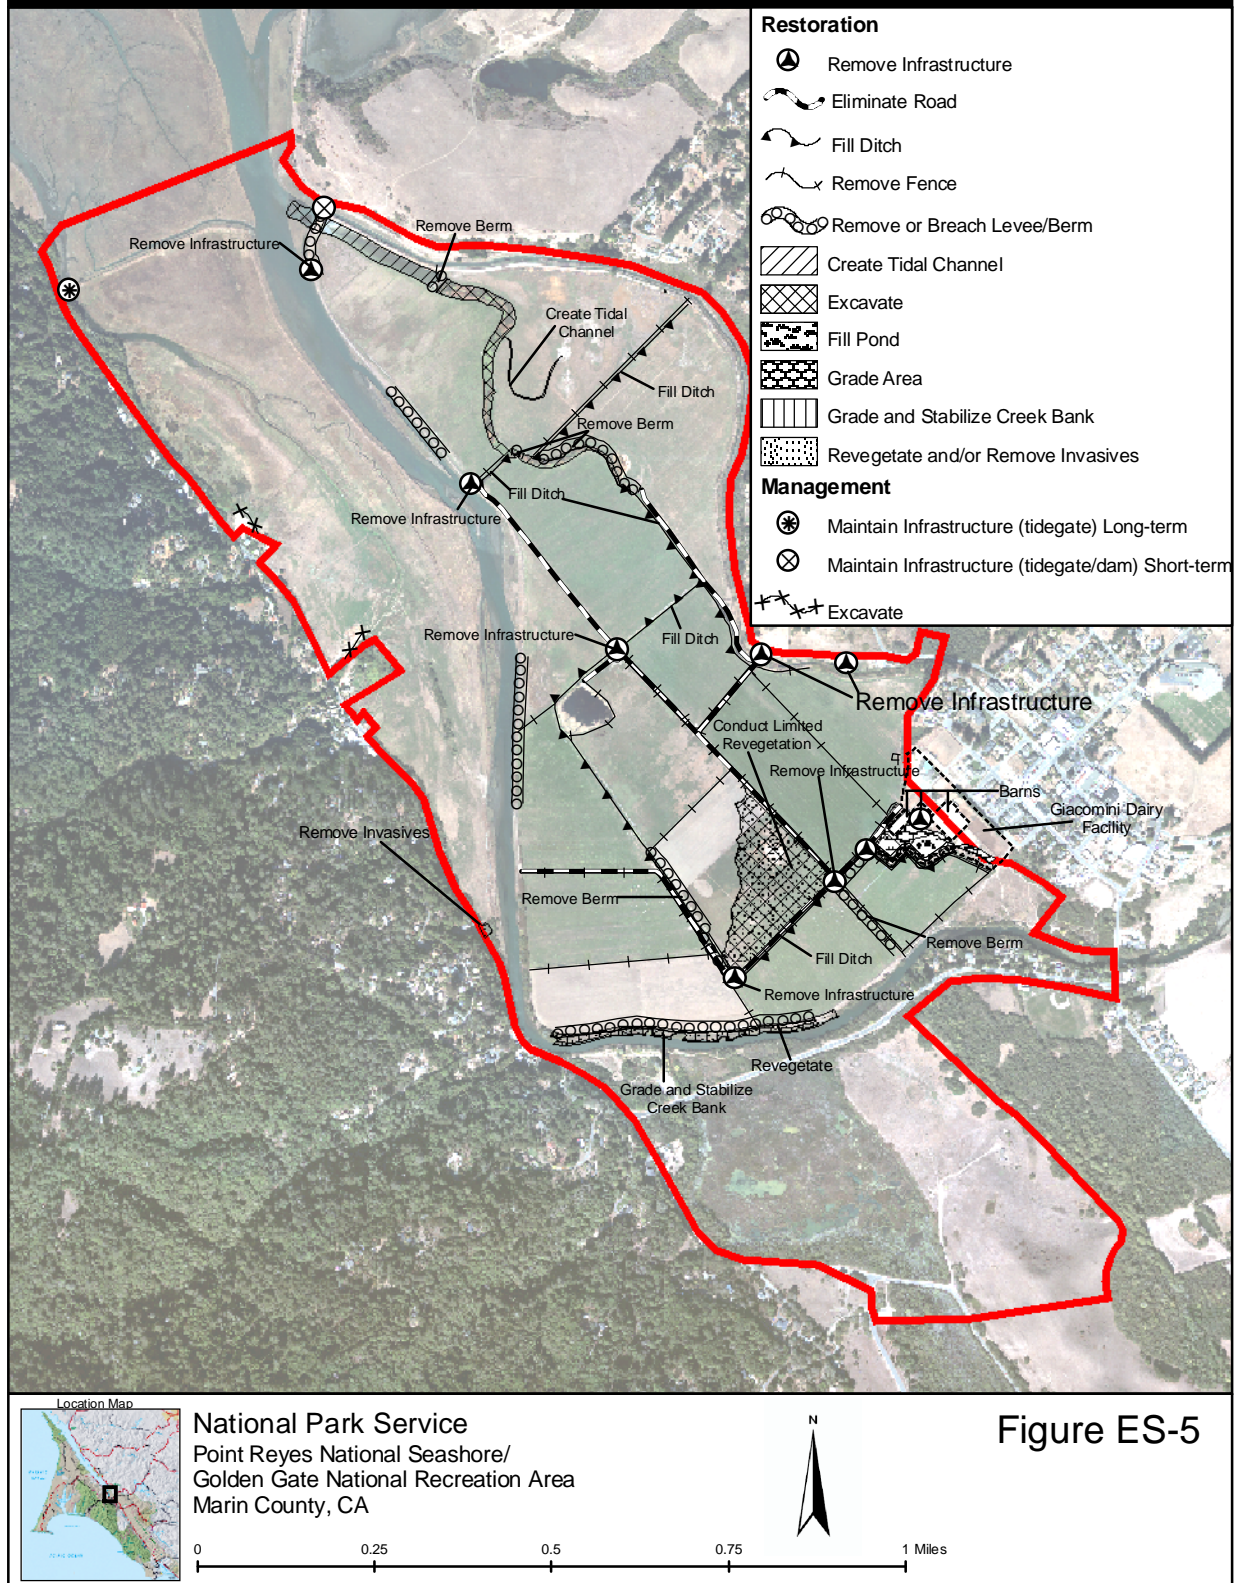 Restoration
Remove Infrastructure
Eliminate Road
Fill Ditch
Remove Fence
Remove or Breach Levee/Berm
Create Tidal Channel
Excavate
Fill Pond
Grade Area
Grade and Stabilize Creek Bank
Revegetate and/or Remove Invasives
Management
Maintain Infrastructure (tidegate) Long-term
Maintain Infrastructure (tidegate/dam) Short-term
Excavate
Remove Berm
Remove Infrastructure
Create Tidal
Channel
Fill Ditch
Remove Berm
Fill Ditch
Remove Infrastructure
Remove Infrastructure
Fill Ditch
Remove Infrastructure
Conduct Limited
Revegetation
Remove Infrastructure
Barns
Giacomini Dairy
Facility
Remove Invasives
Remove Berm
Remove Berm
Fill Ditch
Remove Infrastructure
Revegetate
Grade and Stabilize
Creek Bank
Location Map
National Park Service
Point Reyes National Seashore/
Golden Gate National Recreation Area
Marin County, CA
N
Figure ES-5
0 0.25 0.5 0.75 1 Miles